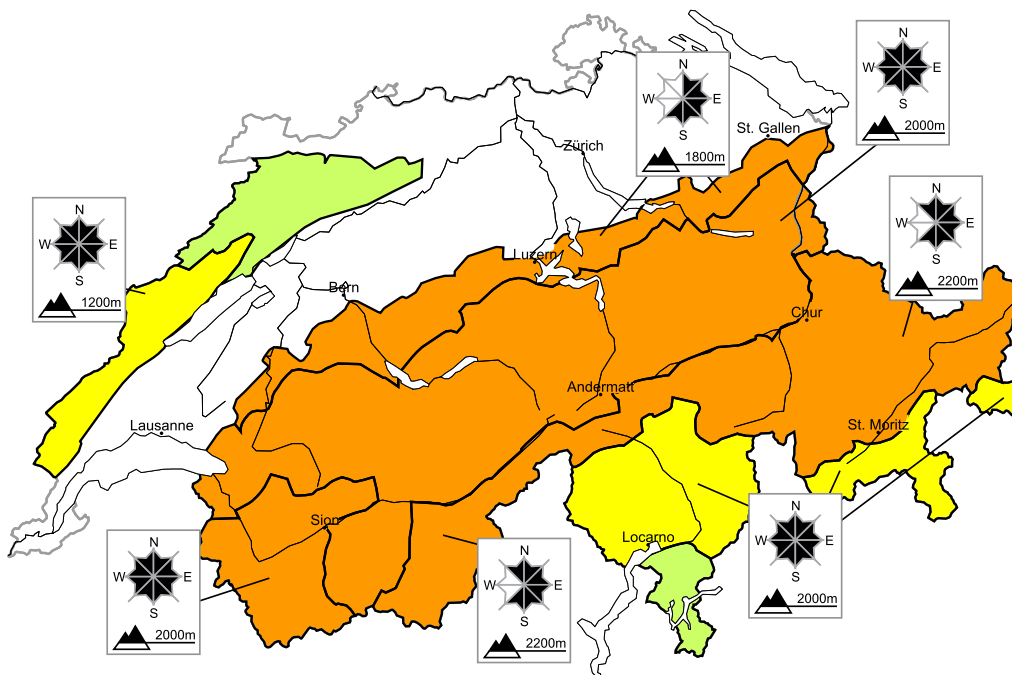 N
W E
S
2000m
N
W E
S
1800m
St. Gallen
Zürich
N
W E
S
2200m
N
W E
S
1200m
Luzern
Bern
Chur
Andermatt
Lausanne
St. Moritz
Sion
Locarno
N
W E
S
2000m
N
W E
S
2200m
N
W E
S
2000m